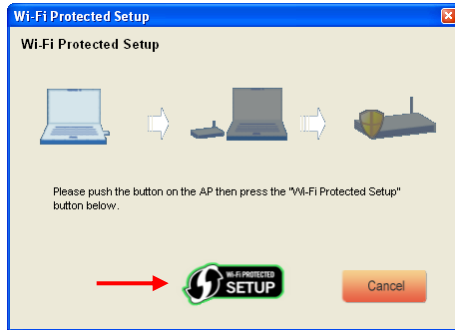 Wi-Fi Protected Setup
Wi-Fi Protected Setup
Please push the button on the AP then press the "Wi-Fi Protected Setup"
button below.
Wi-Fi PROTECTED
SETUP
Cancel